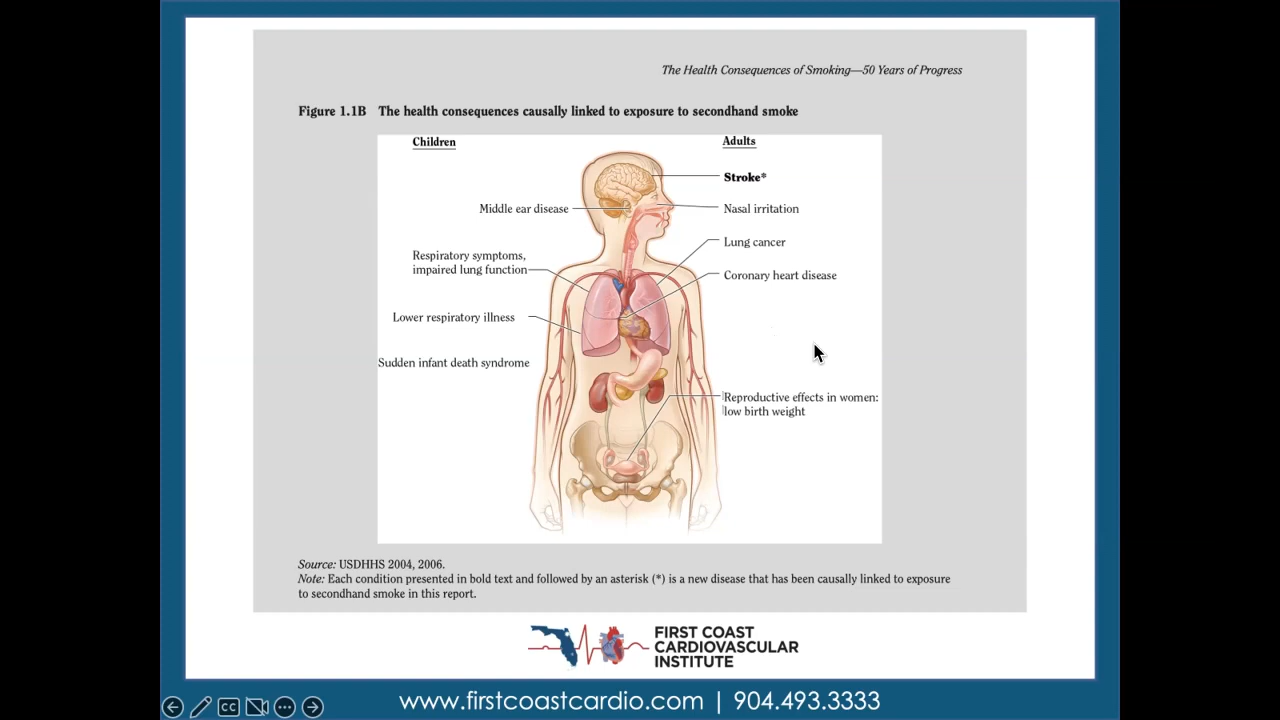 The Health Consequences of Smoking—50 Years of Progress
Figure 1.1B The health consequences causally linked to exposure to secondhand smoke
Children
Adults
Stroke*
Middle ear disease
Nasal irritation
Lung cancer
Respiratory symptoms,
impaired lung function
Coronary heart disease
Lower respiratory illness
Sudden infant death syndrome
Reproductive effects in women:
low birth weight
Source: USDHHS 2004, 2006.
Note: Each condition presented in bold text and followed by an asterisk (*) is a new disease that has been causally linked to exposure
to secondhand smoke in this report.
FIRST COAST
CARDIOVASCULAR
INSTITUTE
www.firstcoastcardio.com | 904.493.3333
CC